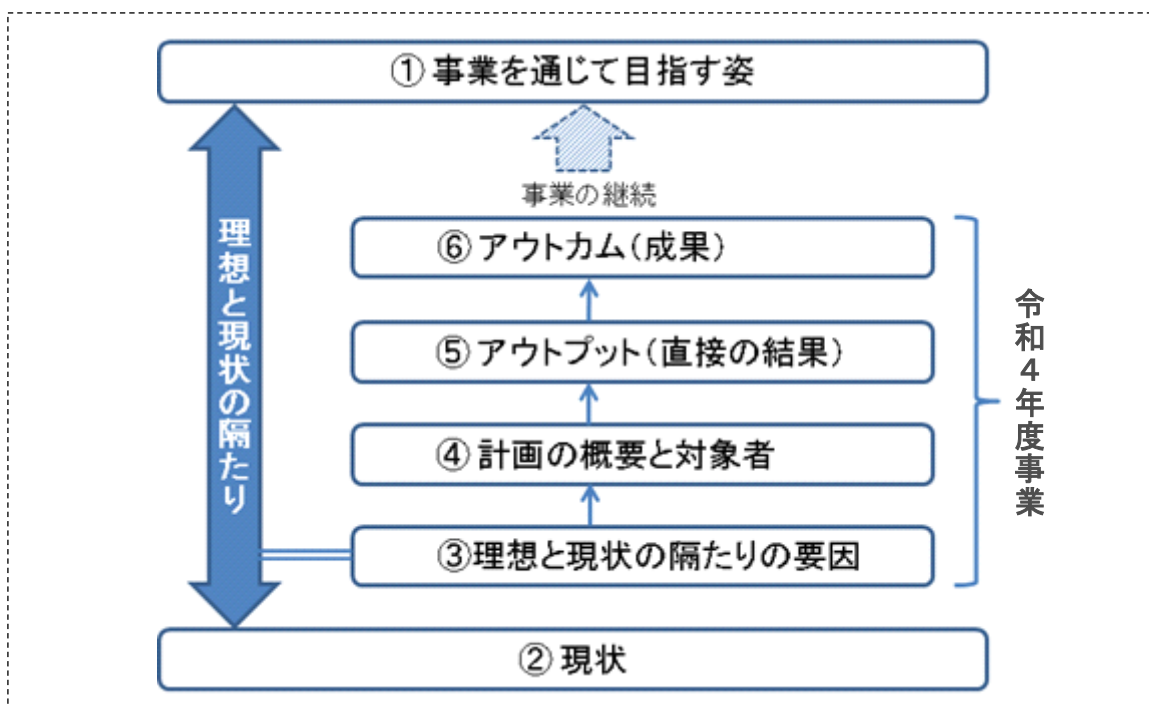 ① 事業を通じて目指す姿
事業の継続
理想と現状の隔たり
⑥ アウトカム(成果)
⑤ アウトプット(直接の結果)
④ 計画の概要と対象者
③理想と現状の隔たりの要因
令和4年度事業
② 現状